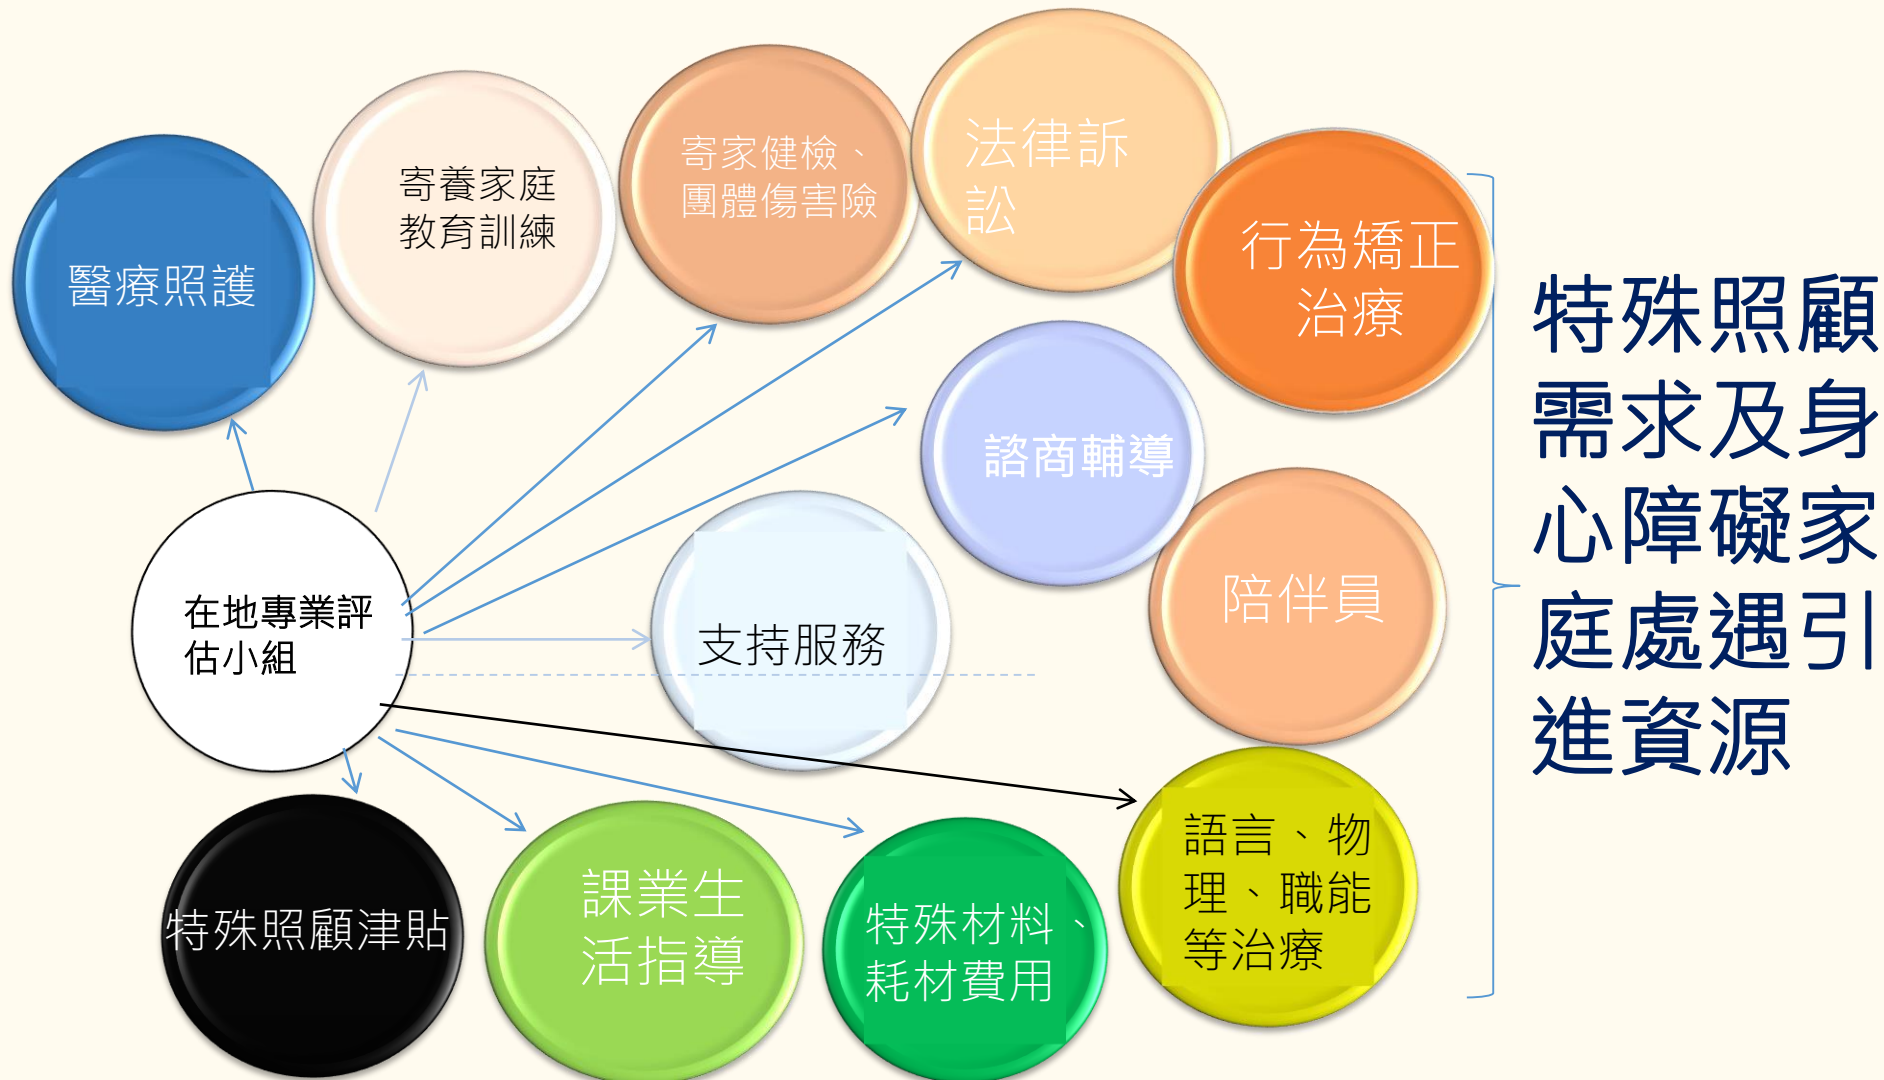 醫療照護
寄養家庭
教育訓練
寄家健檢、
團體傷害險
法律訴
訟
行為矯正
治療
諮商輔導
陪伴員
在地專業評
估小組
支持服務
特殊照顧津貼
課業生
活指導
特殊材料、
耗材費用
語言、物
理、職能
等治療
特殊照顧
需求及身
心障礙家
庭處遇引
進資源